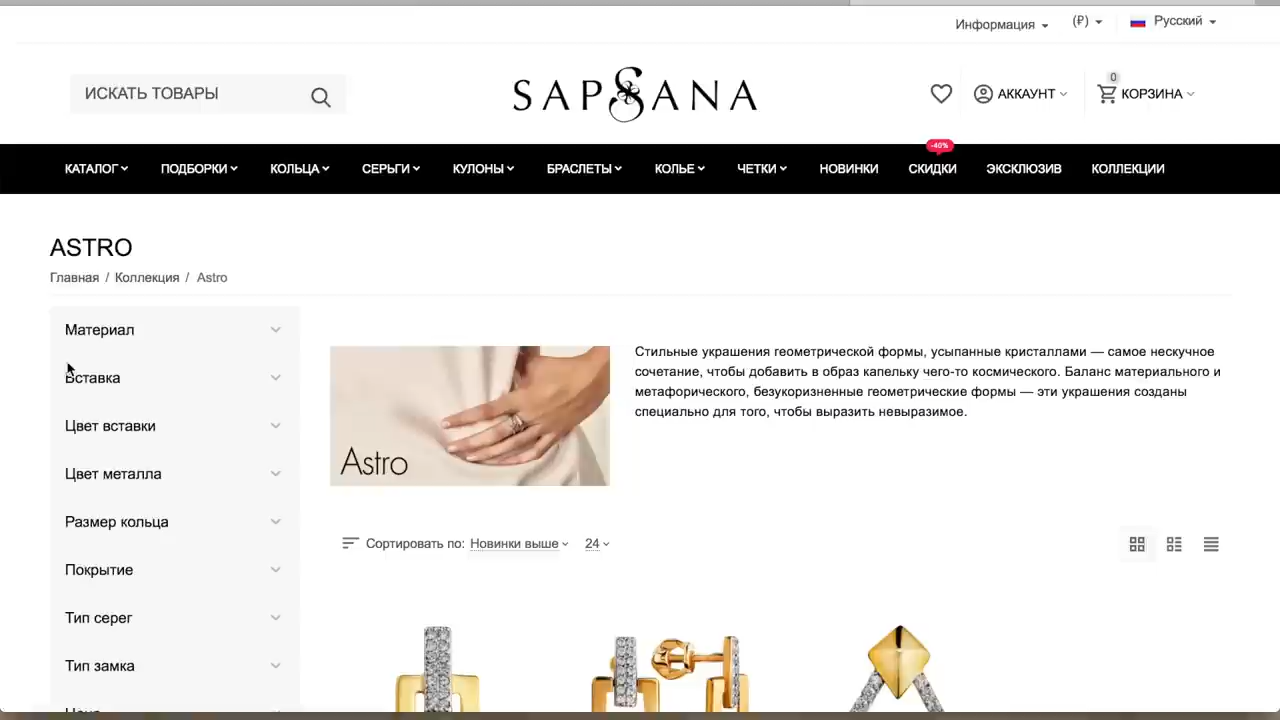 Информация
(₽)
Русский
ИСКАТЬ ТОВАРЫ
SAPSANA
АККАУНТ
0
КОРЗИНА
-40%
КАТАЛОГ
ПОДБОРКИ
КОЛЬЦА
СЕРЬГИ
КУЛОНЫ
БРАСЛЕТЫ
КОЛЬЕ
ЧЕТКИ
НОВИНКИ
СКИДКИ
ЭКСКЛЮЗИВ
КОЛЛЕКЦИИ
ASTRO
Главная / Коллекция / Astro
Материал
Вставка
Цвет вставки
Цвет металла
Размер кольца
Покрытие
Тип серег
Тип замка
Astro
Стильные украшения геометрической формы, усыпанные кристаллами — самое нескучное
сочетание, чтобы добавить в образ капельку чего-то космического. Баланс материального и
метафорического, безукоризненные геометрические формы — эти украшения созданы
специально для того, чтобы выразить невыразимое.
Сортировать по: Новинки выше
24